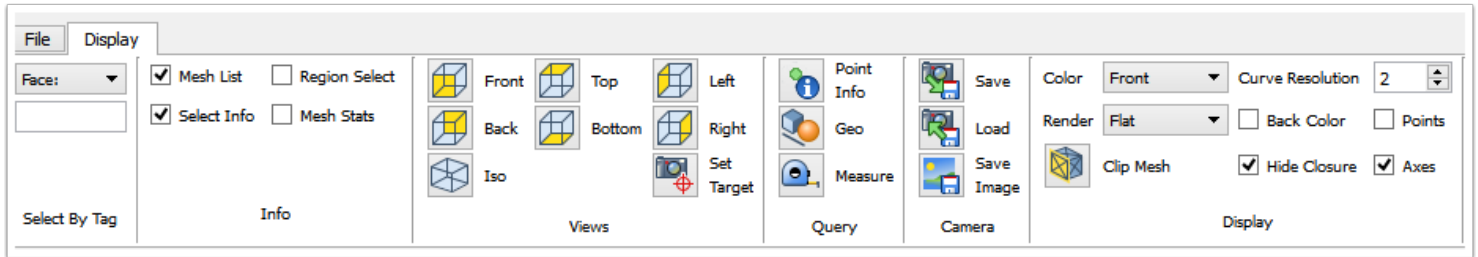 File Display
Face:
Select By Tag
Mesh List Region Select
Select Info Mesh Stats
Info
Front Top Left
Back Bottom Right
Iso Set Target
Views
Point Info
Geo
Measure
Query
Save
Load
Save Image
Camera
Color Front Curve Resolution 2
Render Flat Back Color Points
Clip Mesh Hide Closure Axes
Display